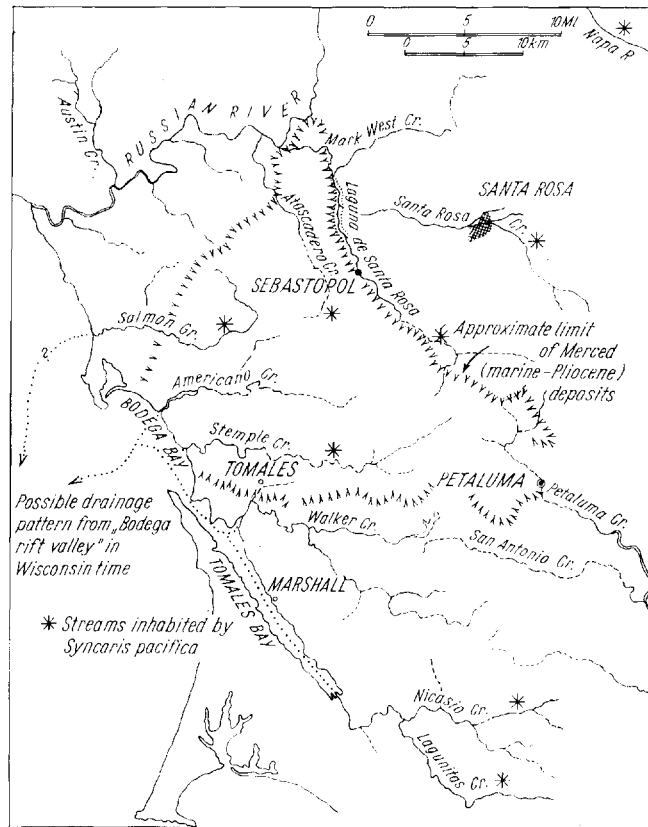 0 10Mi
0 5 10km
Napa R.
Austin Cr.
RUSSIAN RIVER
Mark West Cr.
Laguna de Santa Rosa
Santa Rosa Cr.
SANTA ROSA
Atascadero Cr.
SEBASTOPOL
Salmon Cr.
?
Approximate limit
of Merced
(marine-Pliocene)
deposits
Americano Cr.
BODEGA BAY
Stemple Cr.
TOMALES
PETALUMA
Petaluma Cr.
Walker Cr.
San Antonio Cr.
Possible drainage
pattern from „Bodega
rift valley" in
Wisconsin time
MARSHALL
TOMALES BAY
* Streams inhabited by
Syncaris pacifica
Nicasio Cr.
Lagunitas Cr.